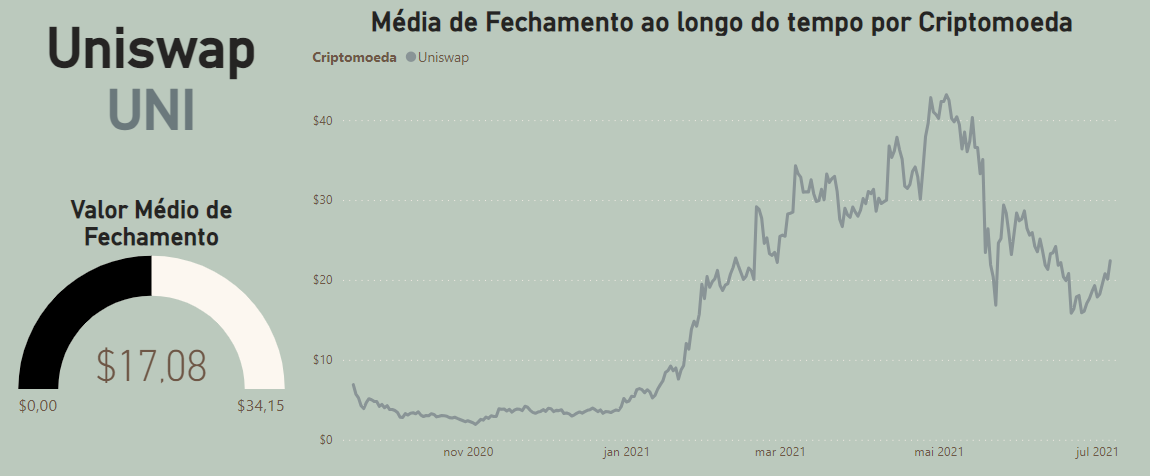 Uniswap
UNI
Valor Médio de
Fechamento
$17,08
$0,00
$34,15
Média de Fechamento ao longo do tempo por Criptomoeda
Criptomoeda Uniswap
$40
$30
$20
$10
$0
nov 2020 jan 2021 mar 2021 mai 2021 jul 2021